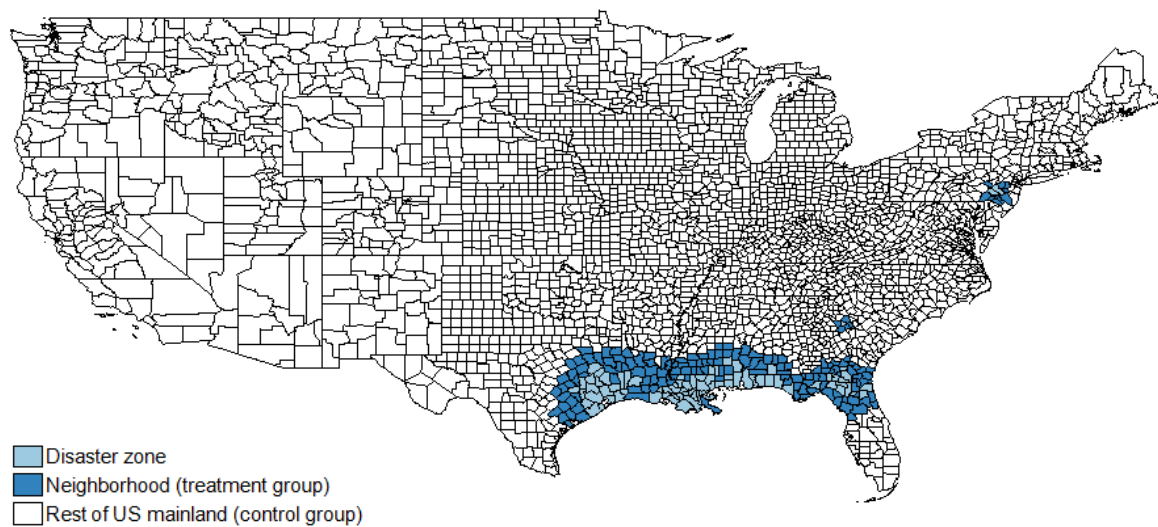 Disaster zone
Neighborhood (treatment group)
Rest of US mainland (control group)